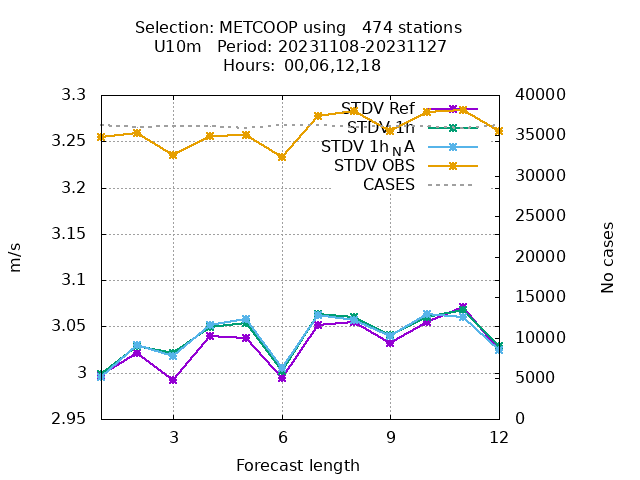 Selection: METCOOP using   474 stations
U10m   Period: 20231108-20231127
Hours:  00,06,12,18
3.3
3.25
3.2
3.15
3.1
3.05
3
2.95
40000
35000
30000
25000
20000
15000
10000
5000
0
STDV Ref
STDV 1h
STDV 1h_NA
STDV OBS
CASES
m/s
No cases
3
6
9
12
Forecast length